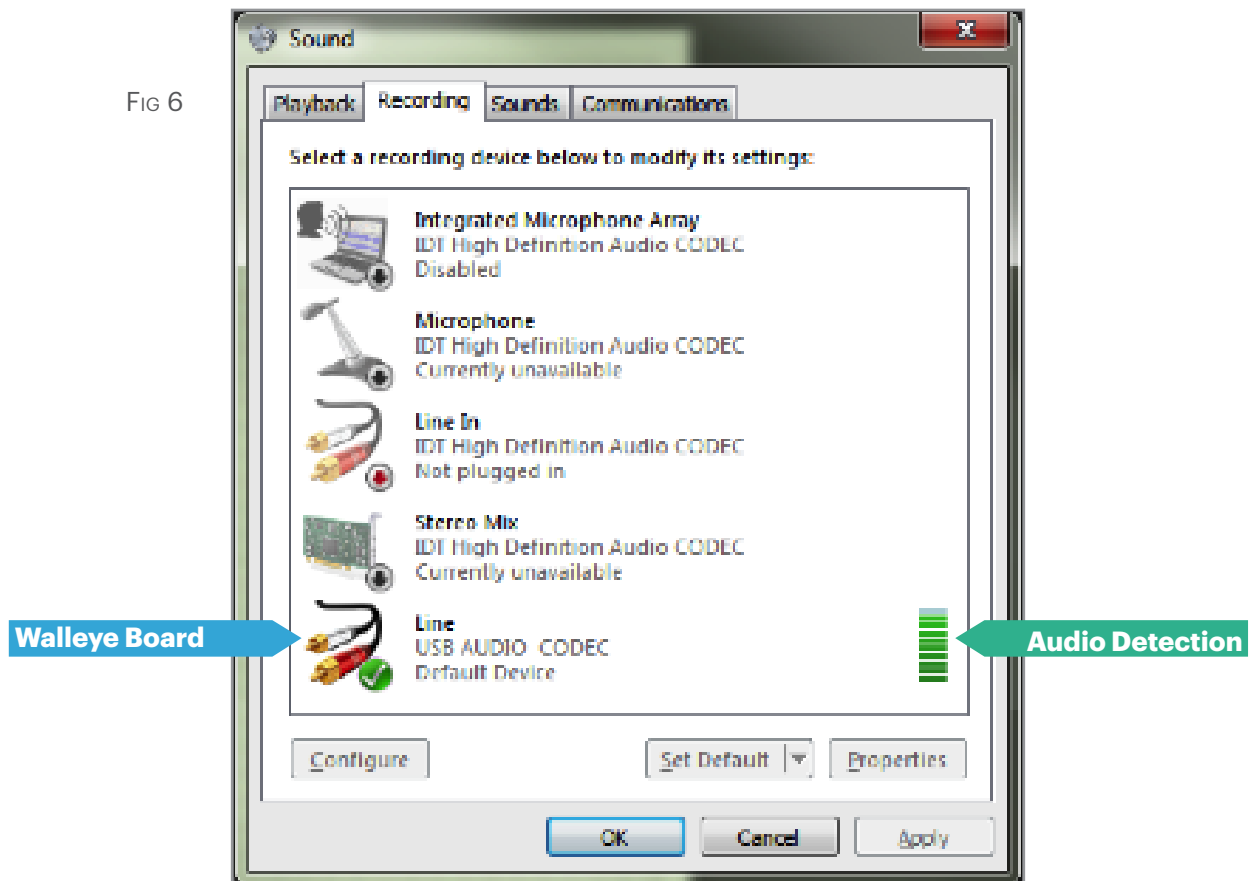 Sound
Fig 6
Playback Recording Sounds Communications
Select a recording device below to modify its settings:
Integrated Microphone Array
IDT High Definition Audio CODEC
Disabled
Microphone
IDT High Definition Audio CODEC
Currently unavailable
Line In
IDT High Definition Audio CODEC
Not plugged in
Stereo Mix
IDT High Definition Audio CODEC
Currently unavailable
Walleye Board
Line
USB AUDIO CODEC
Default Device
Audio Detection
Configure Set Default Properties
OK Cancel Apply